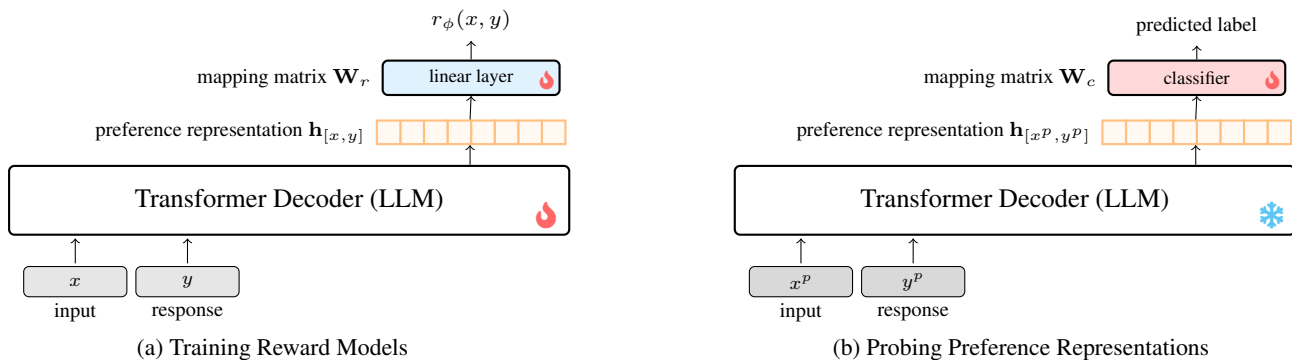 r_ϕ(x, y)
mapping matrix W_r
linear layer
preference representation h_[x,y]
Transformer Decoder (LLM)
x
y
input
response
(a) Training Reward Models
predicted label
mapping matrix W_c
classifier
preference representation h_[x^p,y^p]
Transformer Decoder (LLM)
x^p
y^p
input
response
(b) Probing Preference Representations